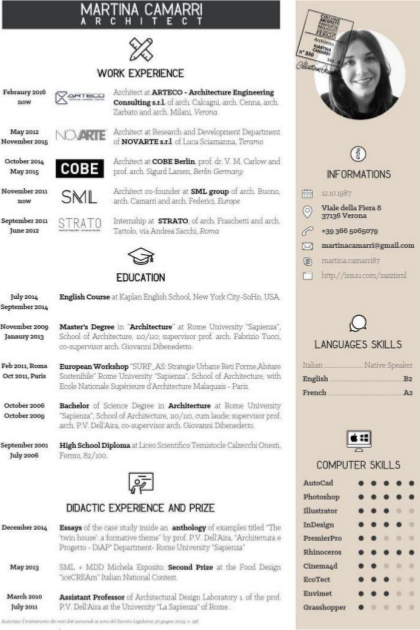 MARTINA CAMARRI
ARCHITECT
WORK EXPERIENCE
Febraury 2016
now
ARTECO
Architect at ARTECO - Architecture Engineering
Consulting s.r.l. of arch. Calcagni, arch. Cenna, arch.
Zarbato and arch. Milani, Verona
May 2012
November 2015
NOVARTE
Architect at Research and Development Department
of NOVARTE s.r.l. of Luca Sciamanna, Teramo
October 2014
May 2015
COBE
Architect at COBE Berlin, prof. dr. V. M. Carlow and
prof. arch. Sigurd Larsen, Berlin Germany
November 2011
now
SML
Architect co-founder at SML group of arch. Buono,
arch. Camarri and arch. Federici, Europe
September 2011
June 2012
STRATO
Internship at STRATO, of arch. Fraschetti and arch.
Tartolo, via Andrea Sacchi, Roma
EDUCATION
July 2014
September 2014
English Course at Kaplan English School, New York City-SoHo, USA.
November 2009
Janaury 2013
Master's Degree in "Architecture" at Rome University "Sapienza",
School of Architecture, 110/110; supervisor prof. arch. Fabrizio Tucci,
co-supervisor arch. Giovanni Dibenedetto.
Feb 2011, Roma
Oct 2011, Paris
European Workshop "SURF_AS: Strategie Urbane Reti Forme,Abitare
Sostenibile" Rome University "Sapienza", School of Architecture, with
Ecole Nationale Supérieure d'Architecture Malaquais - Paris.
October 2006
October 2009
Bachelor of Science Degree in Architecture at Rome University
"Sapienza", School of Architecture, 110/110, cum laude; supervisor prof.
arch. P.V. Dell'Aira, co-supervisor arch. Giovanni Dibenedetto.
September 2001
July 2006
High School Diploma at Liceo Scientifico Temistocle Calzecchi Onesti,
Fermo, 82/100.
DIDACTIC EXPERIENCE AND PRIZE
December 2014
Essays of the case study inside an anthology of examples titled "The
'twin house': a formative theme" by prof. P.V. Dell'Aira, "Architettura e
Progetto - DiAP" Department- Rome University "Sapienza"
May 2013
SML + MDD Michela Esposito: Second Prize at the Food Design
"iceCREAm" Italian National Contest.
March 2010
July 2011
Assistant Professor of Architectural Design Laboratory 1 of the prof.
P.V. Dell'Aira at the University "La Sapienza" of Rome
MARTINA
CAMARRI
n° 930
INFORMATIONS
12.10.1987
Viale della Fiera 8
37136 Verona
+39 366 5065079
martinacamarri@gmail.com
martina.camarri87
LANGUAGES SKILLS
Italian Native Speaker
English B2
French A2
COMPUTER SKILLS
AutoCad
Photoshop
Illustrator
InDesign
PremierPro
Rhinoceros
Cinema4d
EcoTect
Envimet
Grasshopper